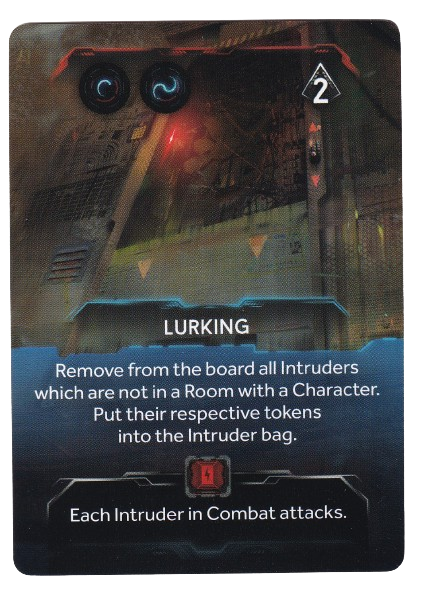 2
LURKING
Remove from the board all Intruders
which are not in a Room with a Character.
Put their respective tokens
into the Intruder bag.
Each Intruder in Combat attacks.